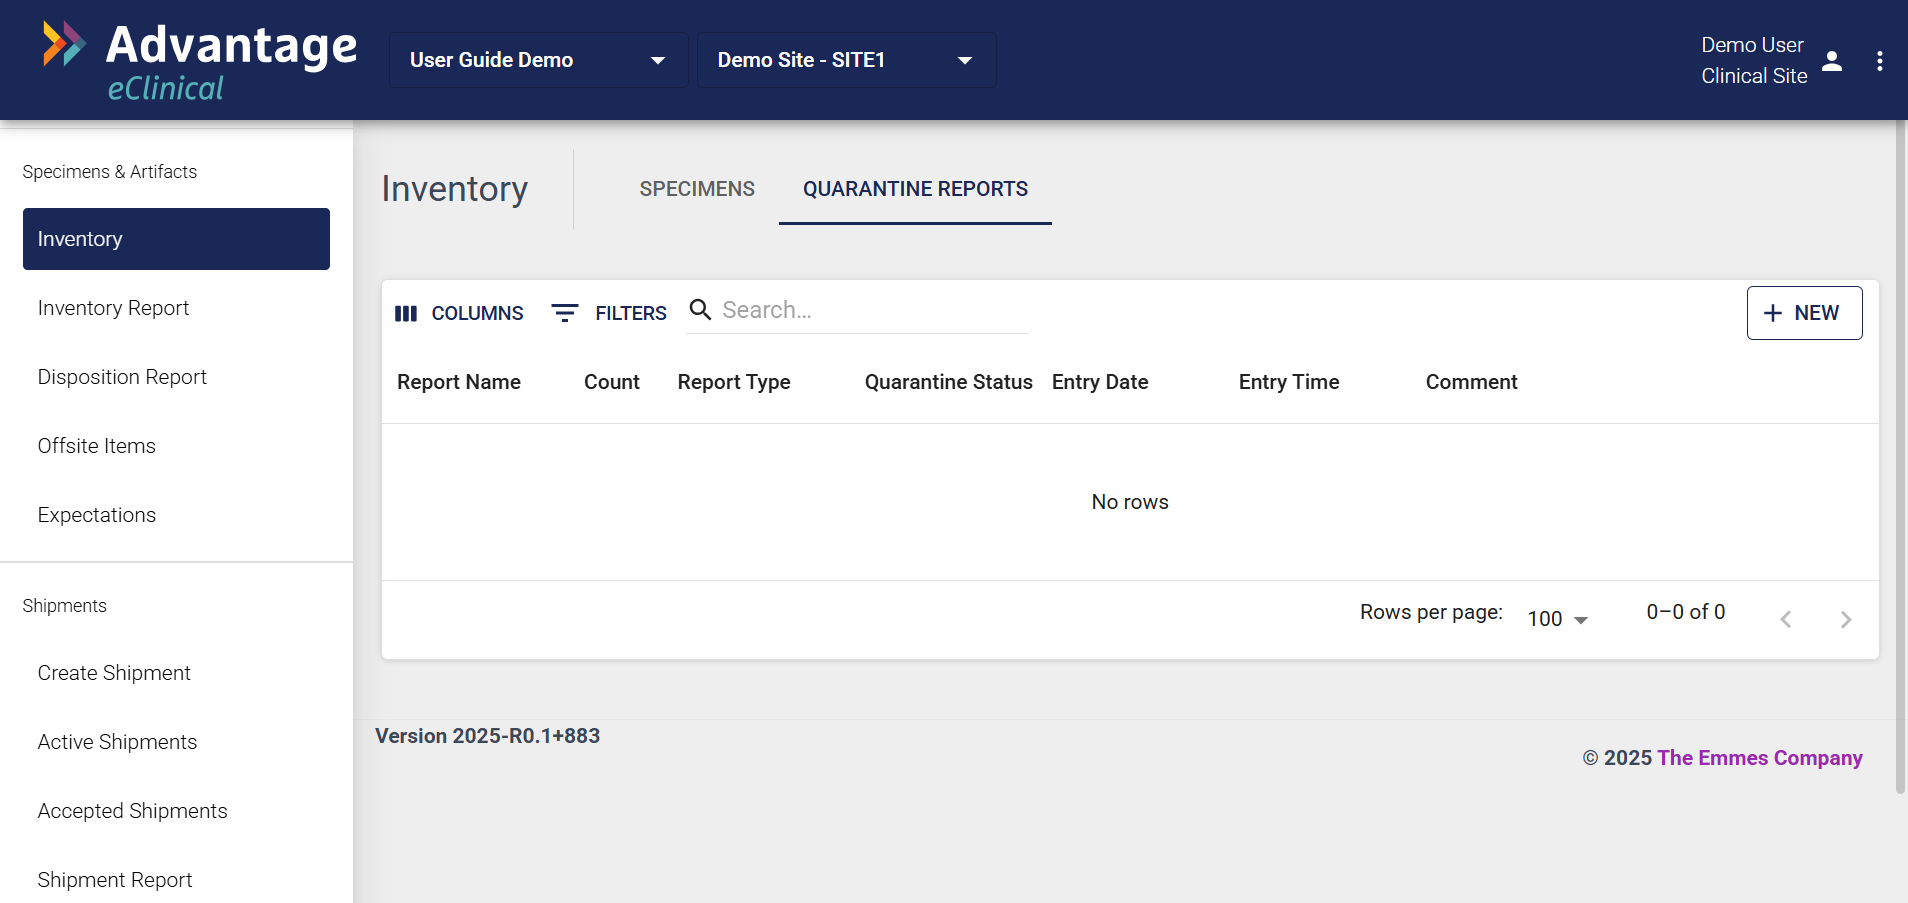 Advantage
eClinical
User Guide Demo
Demo Site - SITE1
Demo User
Clinical Site
Specimens & Artifacts
Inventory
Inventory Report
Disposition Report
Offsite Items
Expectations
Shipments
Create Shipment
Active Shipments
Accepted Shipments
Shipment Report
Inventory
SPECIMENS
QUARANTINE REPORTS
COLUMNS
FILTERS
Search…
NEW
Report Name Count Report Type Quarantine Status Entry Date Entry Time Comment
No rows
Rows per page: 100 0–0 of 0
Version 2025-R0.1+883
© 2025 The Emmes Company